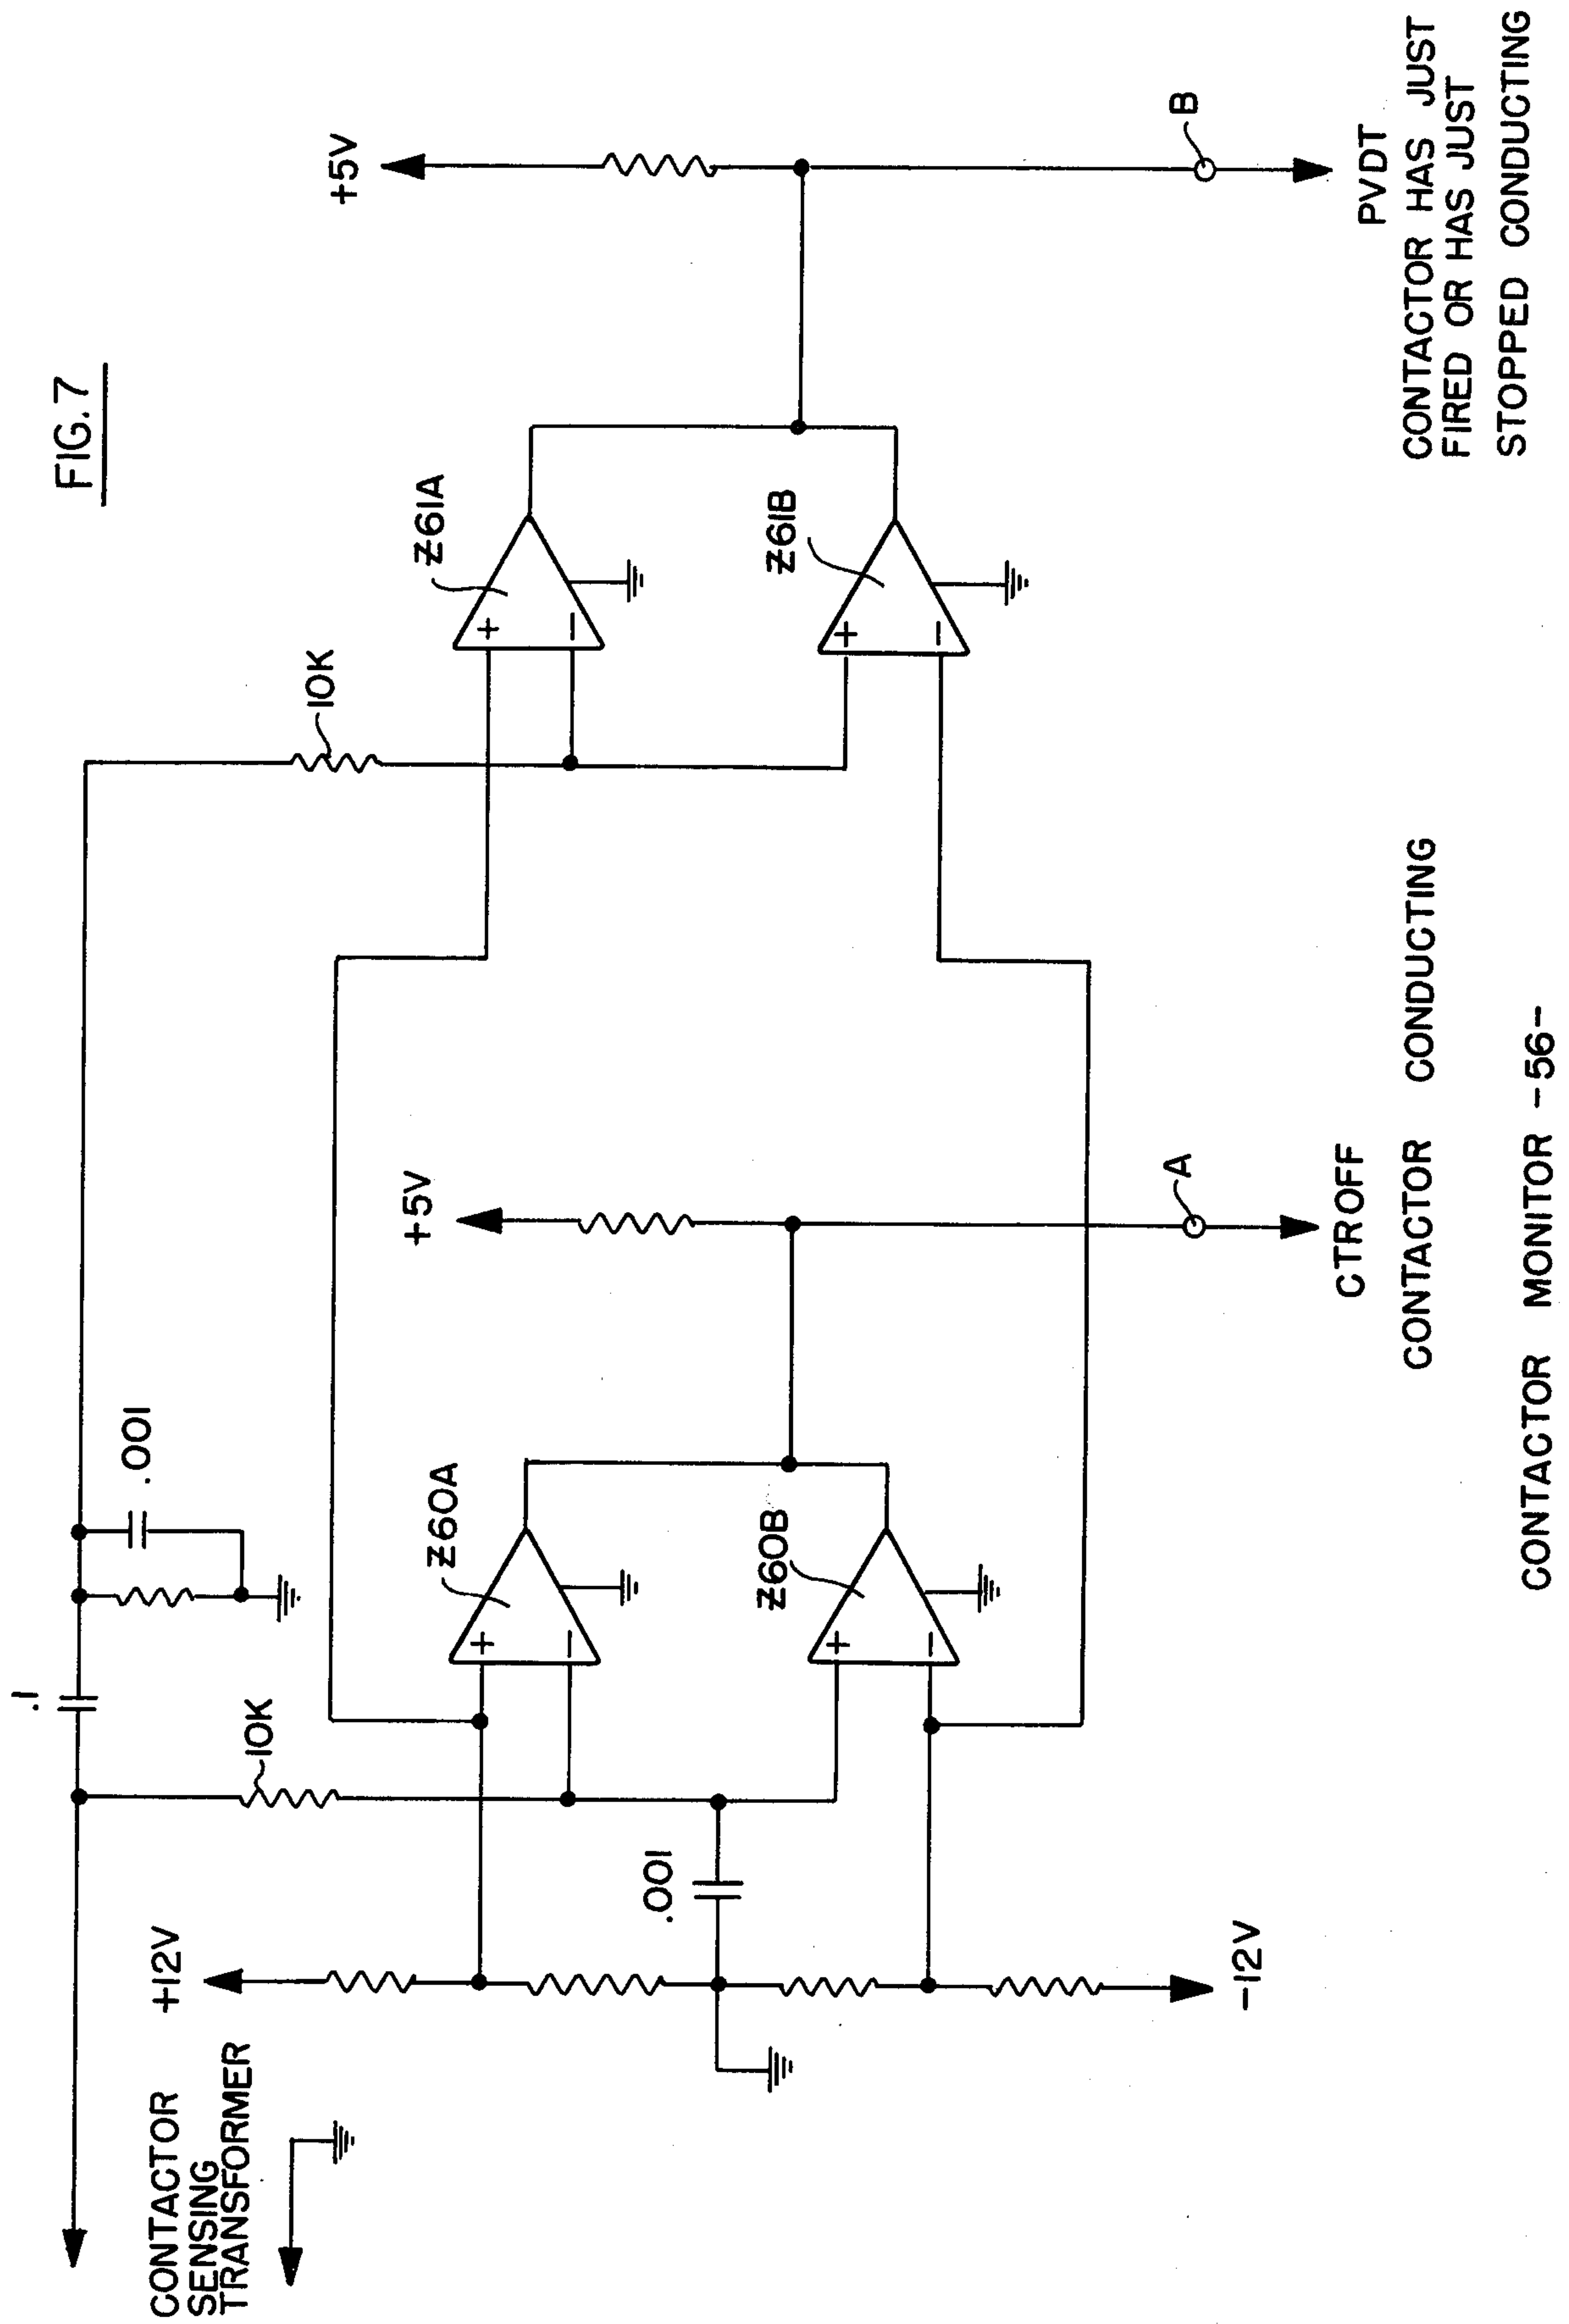 FIG. 7
.1
.001
10K
10K
CONTACTOR
SENSING
TRANSFORMER
+12V
-12V
.001
Z60A
+
-
Z60B
+
-
+5V
A
CTROFF
CONTACTOR CONDUCTING
Z61A
+
-
Z61B
+
-
+5V
B
PVDT
CONTACTOR HAS JUST
FIRED OR HAS JUST
STOPPED CONDUCTING
CONTACTOR MONITOR -56-